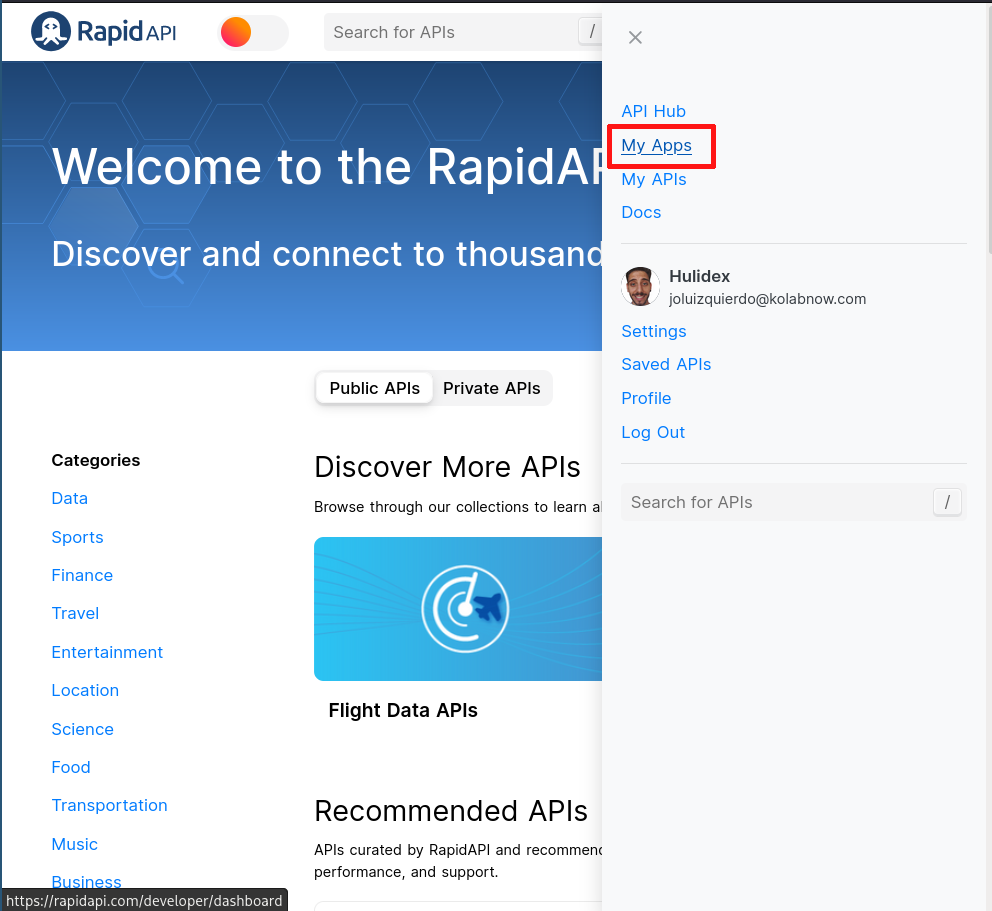 RapidAPI
Search for APIs
/
Welcome to the RapidAP
Discover and connect to thousand
Public APIs
Private APIs
Categories
Data
Sports
Finance
Travel
Entertainment
Location
Science
Food
Transportation
Music
Business
Discover More APIs
Browse through our collections to learn a
Flight Data APIs
Recommended APIs
APIs curated by RapidAPI and recommend
performance, and support.
https://rapidapi.com/developer/dashboard
API Hub
My Apps
My APIs
Docs
Hulidex
joluizquierdo@kolabnow.com
Settings
Saved APIs
Profile
Log Out
Search for APIs
/